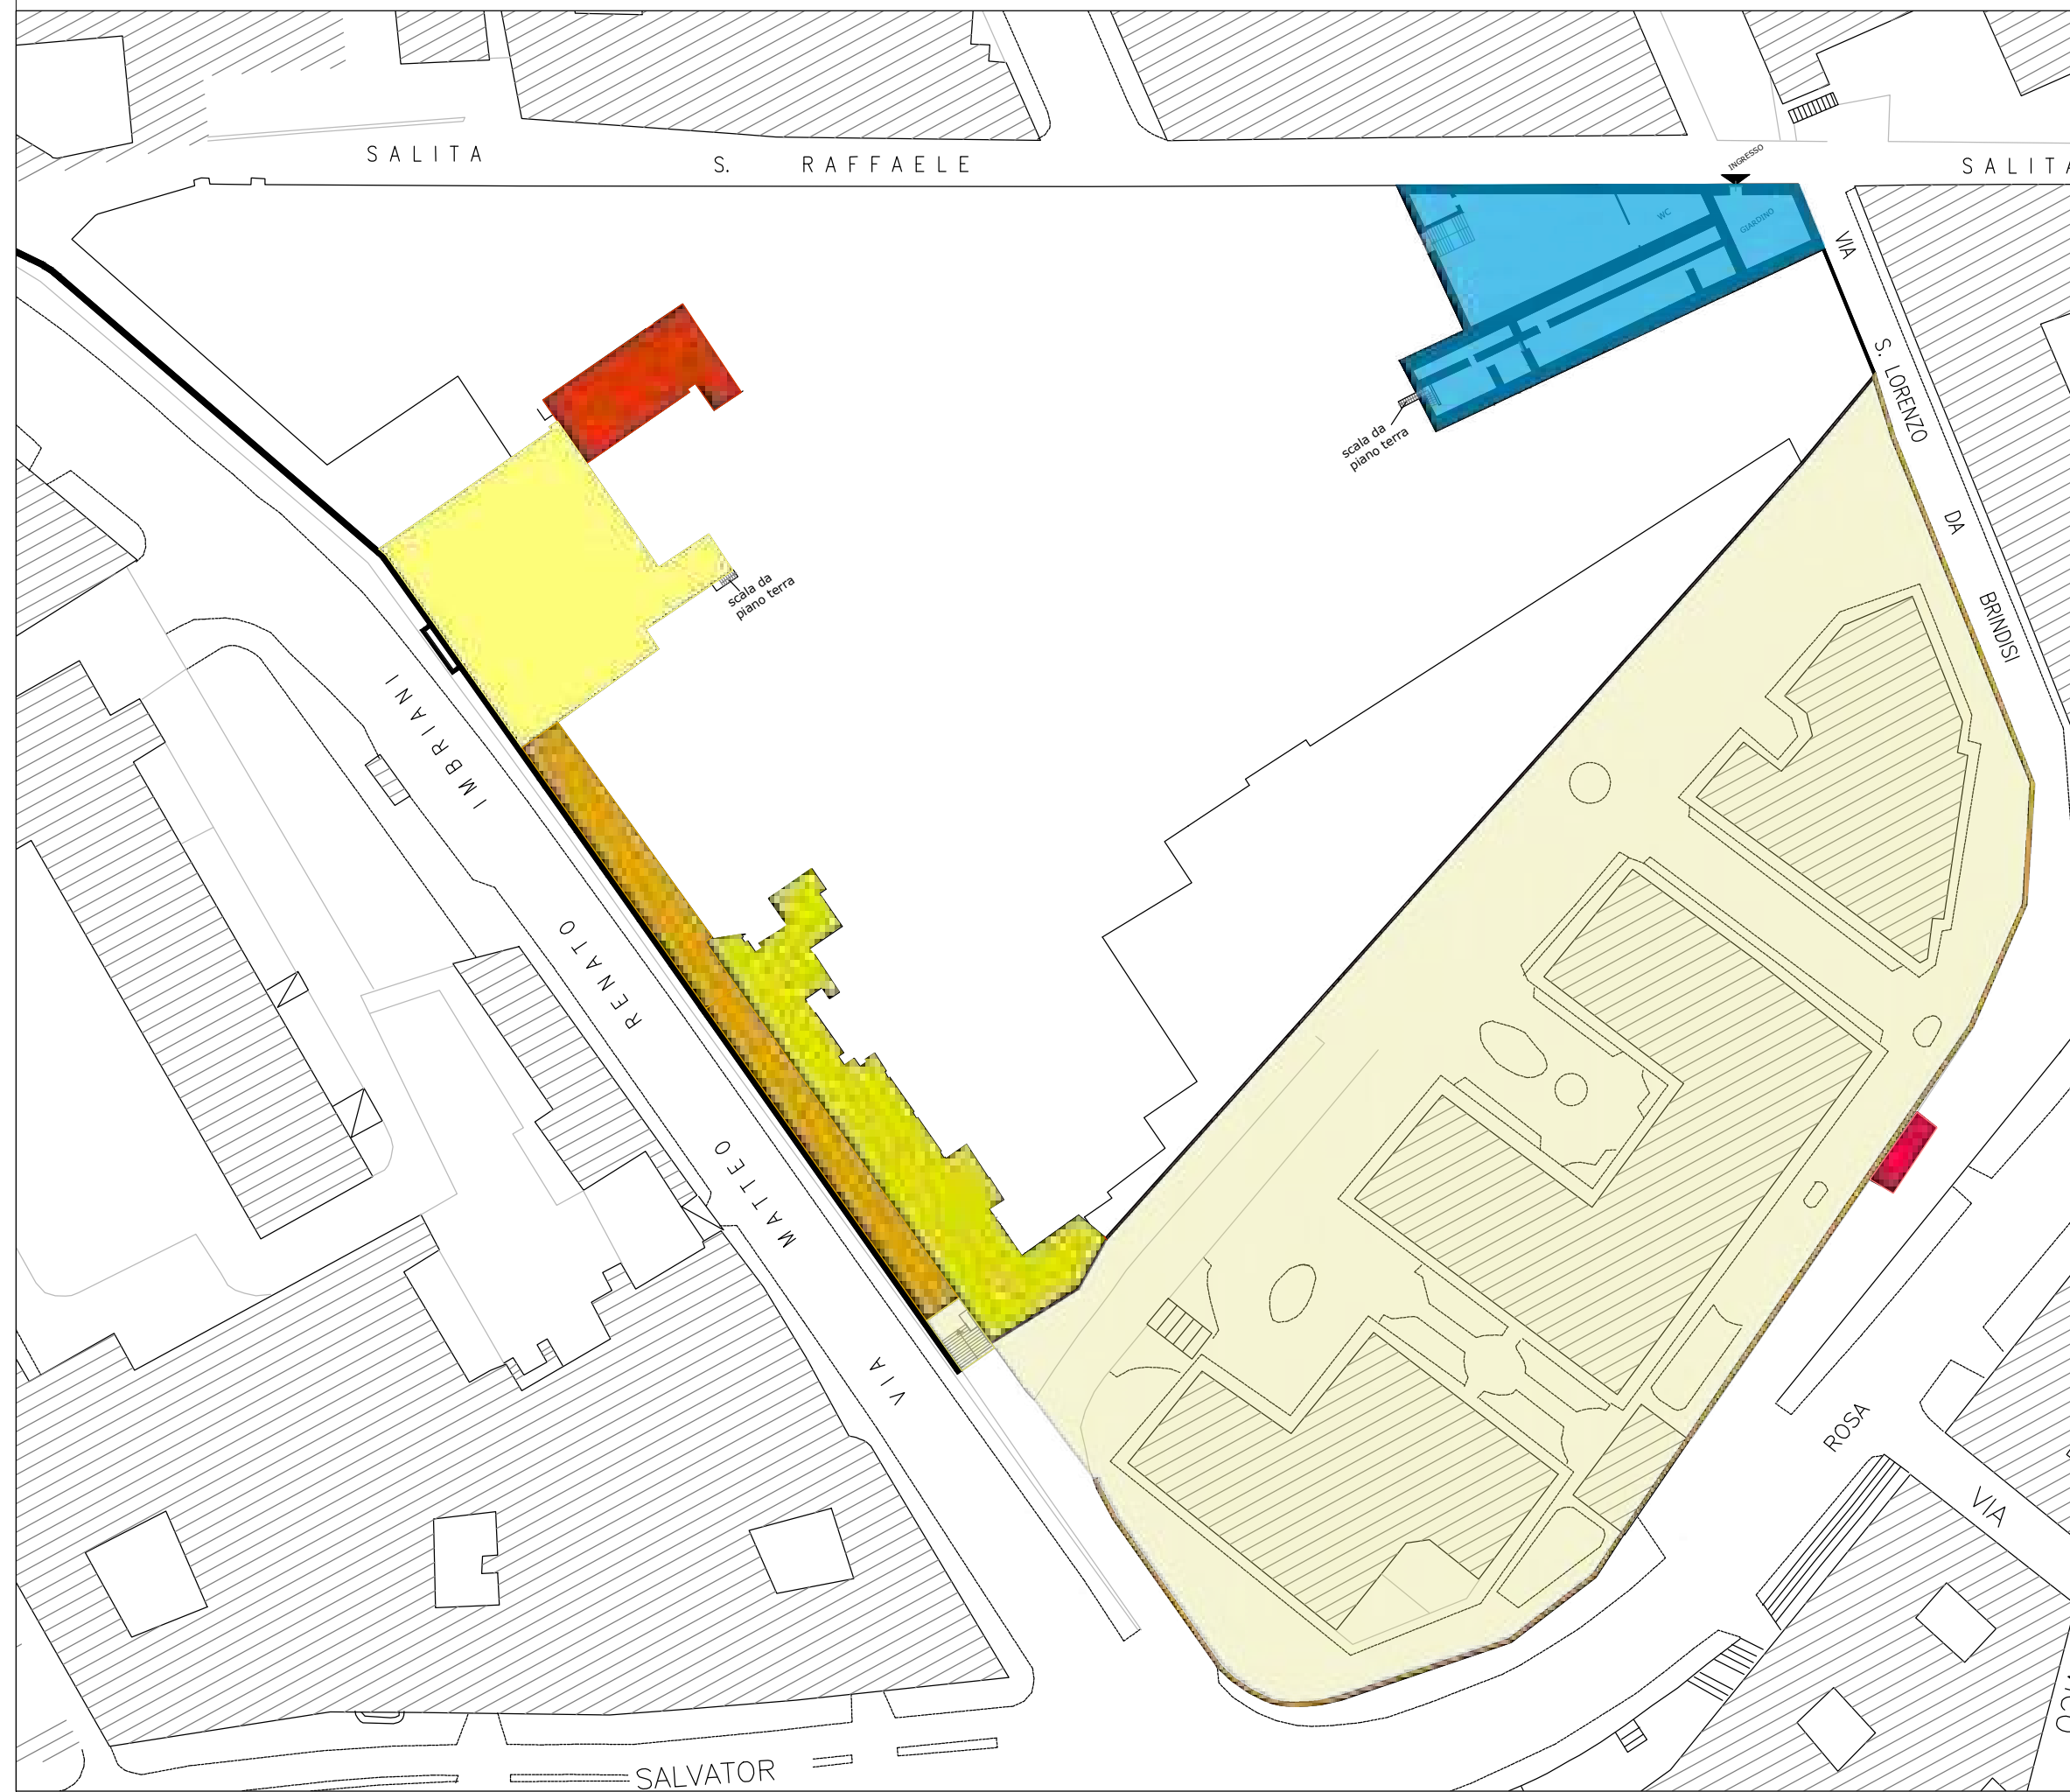 SALITA
S. RAFFAELE
INGRESSO
SALITA
WC
GIARDINO
VIA
S. LORENZO
DA
BRINDISI
scala da
piano terra
scala da
piano terra
IMBRIANI
RENATO
MATTEO
VIA
ROSA
VIA
SALVATOR